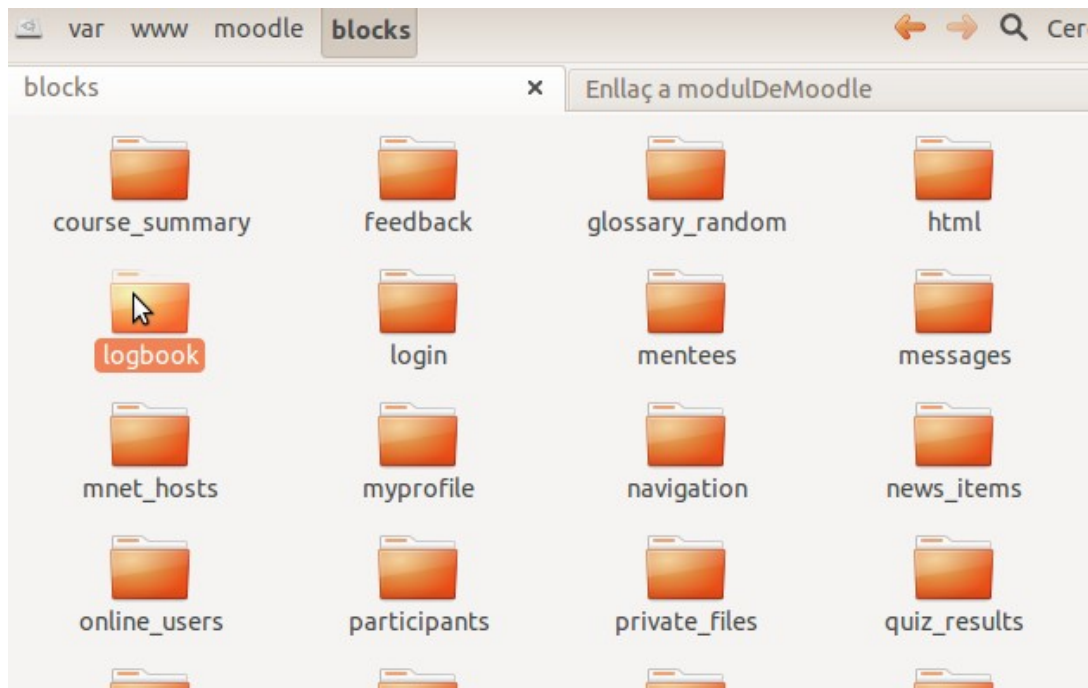 var www moodle blocks
blocks Enllaç a modulDeMoodle
course_summary feedback glossary_random html
logbook login mentees messages
mnet_hosts myprofile navigation news_items
online_users participants private_files quiz_results